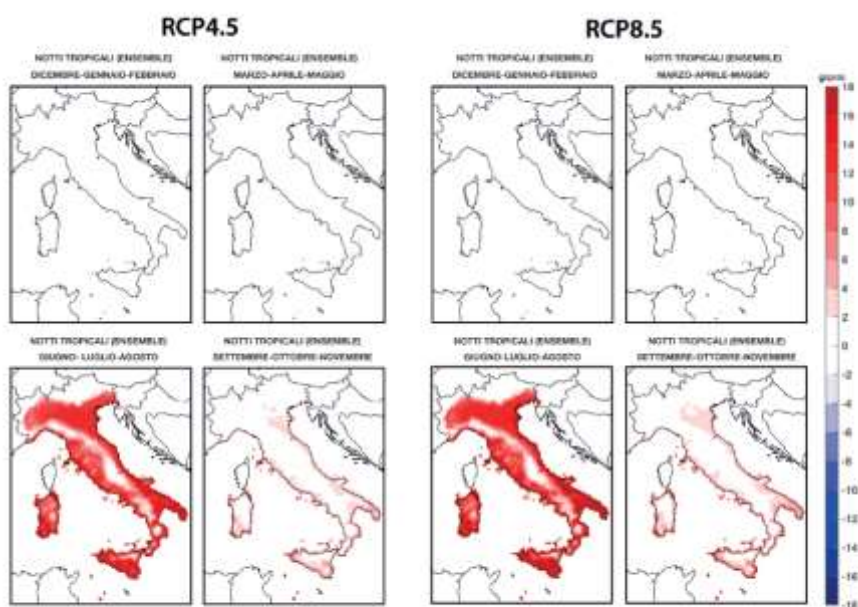 RCP4.5
RCP8.5
NOTTI TROPICALI (ENSEMBLE)
DICEMBRE-GENNAIO-FEBBRAIO
NOTTI TROPICALI (ENSEMBLE)
MARZO-APRILE-MAGGIO
NOTTI TROPICALI (ENSEMBLE)
DICEMBRE-GENNAIO-FEBBRAIO
NOTTI TROPICALI (ENSEMBLE)
MARZO-APRILE-MAGGIO
giorni
18
16
14
12
10
8
6
4
2
0
-2
-4
-6
-8
-10
-12
-14
-16
-18
NOTTI TROPICALI (ENSEMBLE)
GIUGNO- LUGLIO-AGOSTO
NOTTI TROPICALI (ENSEMBLE)
SETTEMBRE-OTTOBRE-NOVEMBRE
NOTTI TROPICALI (ENSEMBLE)
GIUGNO-LUGLIO-AGOSTO
NOTTI TROPICALI (ENSEMBLE)
SETTEMBRE-OTTOBRE-NOVEMBRE